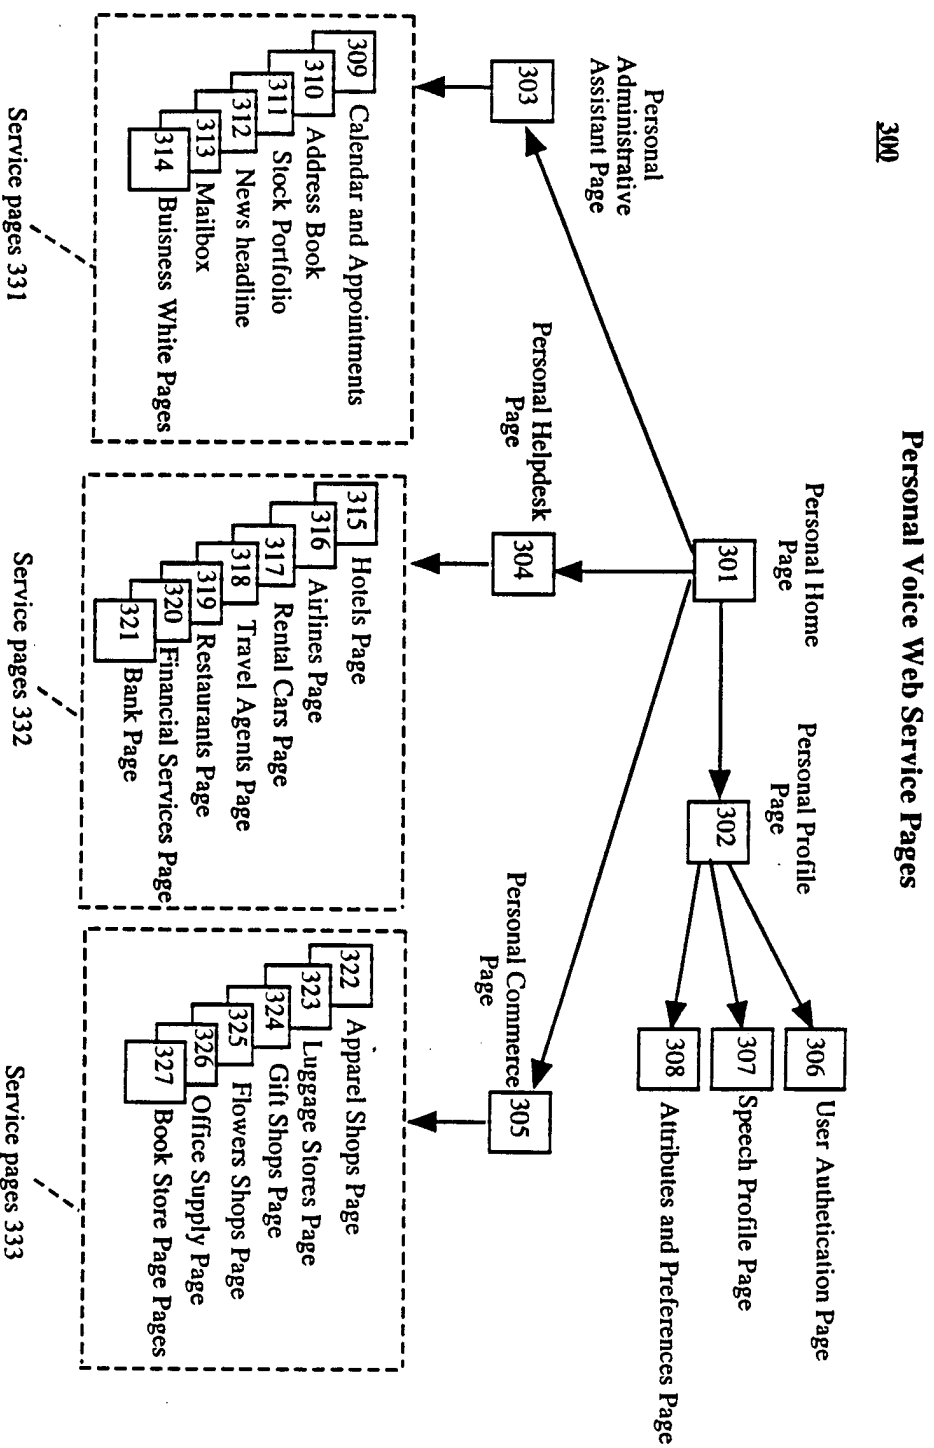 Personal Voice Web Service Pages
300
Personal Home
Page
301
Personal Profile
Page
302
306
User Authetication Page
307
Speech Profile Page
308
Attributes and Preferences Page
Personal
Administrative
Assistant Page
303
Personal Helpdesk
Page
304
Personal Commerce
Page
305
309
Calendar and Appointments
310
Address Book
311
Stock Portfolio
312
News headline
313
Mailbox
314
Buisness White Pages
Service pages 331
315
Hotels Page
316
Airlines Page
317
Rental Cars Page
318
Travel Agents Page
319
Restaurants Page
320
Financial Services Page
321
Bank Page
Service pages 332
322
Apparel Shops Page
323
Luggage Stores Page
324
Gift Shops Page
325
Flowers Shops Page
326
Office Supply Page
327
Book Store Page Pages
Service pages 333